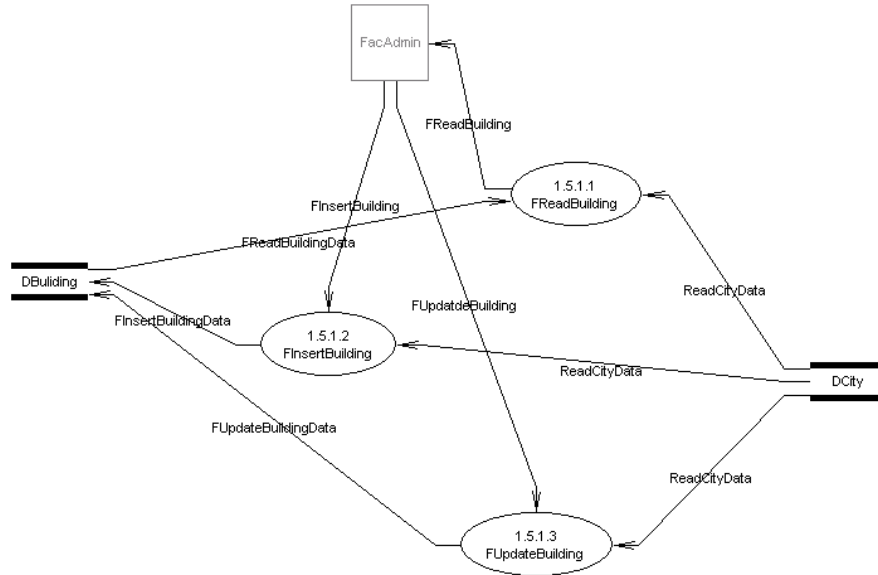 FacAdmin
FReadBuilding
1.5.1.1
FReadBuilding
FInsertBuilding
FReadBuildingData
DBuliding
ReadCityData
FUpdatdeBuilding
FInsertBuildingData
1.5.1.2
FInsertBuilding
ReadCityData
DCity
FUpdateBuildingData
ReadCityData
1.5.1.3
FUpdateBuilding